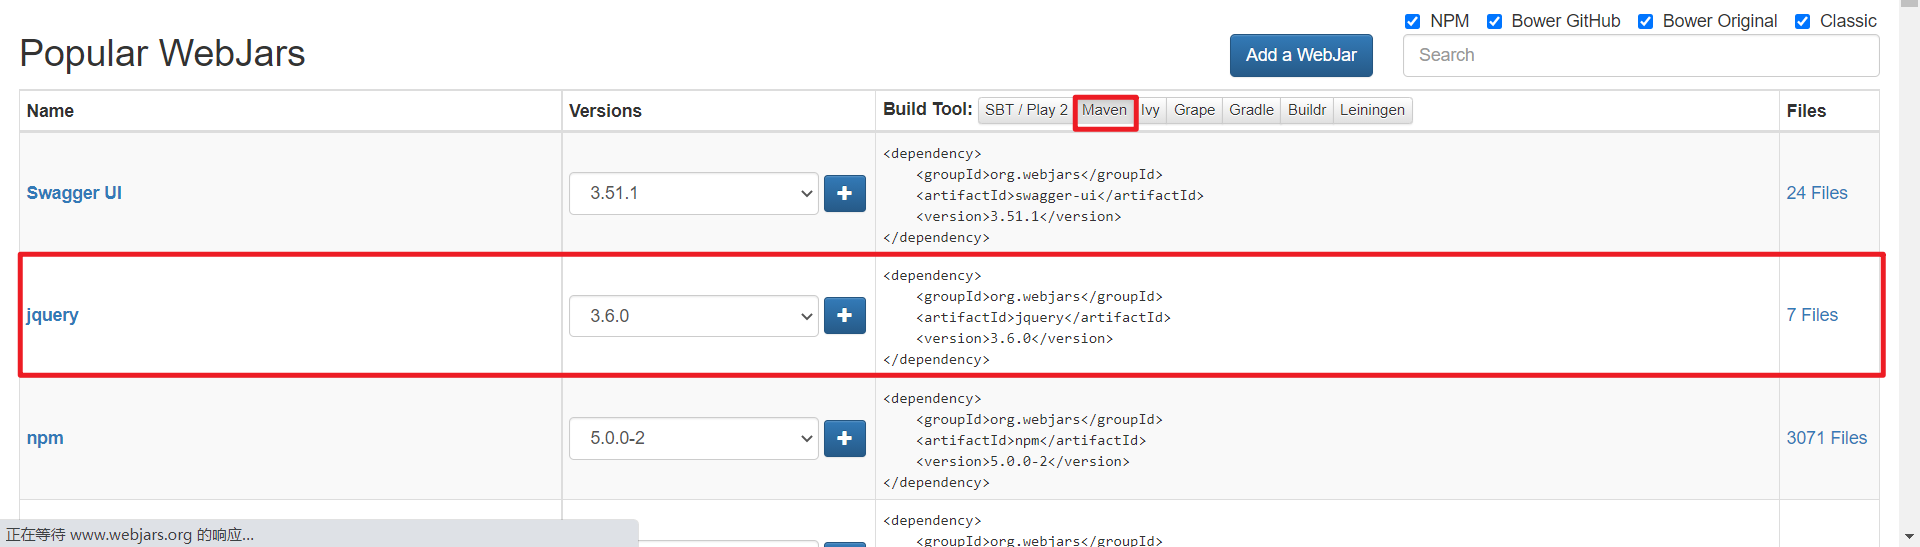 NPM Bower GitHub Bower Original Classic
Popular WebJars
Add a WebJar
Search
Name
Versions
Build Tool: SBT / Play 2 Maven Ivy Grape Gradle Buildr Leiningen
Files
Swagger UI
3.51.1
<dependency>
<groupId>org.webjars</groupId>
<artifactId>swagger-ui</artifactId>
<version>3.51.1</version>
</dependency>
24 Files
jquery
3.6.0
<dependency>
<groupId>org.webjars</groupId>
<artifactId>jquery</artifactId>
<version>3.6.0</version>
</dependency>
7 Files
npm
5.0.0-2
<dependency>
<groupId>org.webjars</groupId>
<artifactId>npm</artifactId>
<version>5.0.0-2</version>
</dependency>
3071 Files
<dependency>
<groupId>org.webjars</groupId>
正在等待 www.webjars.org 的响应...